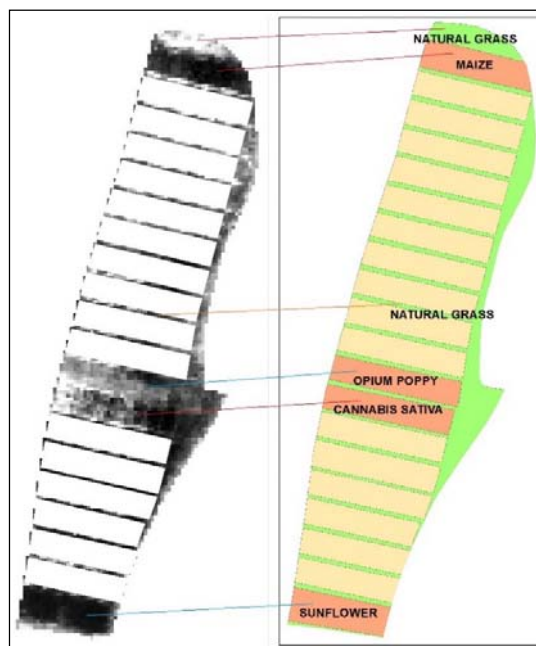 NATURAL GRASS
MAIZE
NATURAL GRASS
OPIUM POPPY
CANNABIS SATIVA
SUNFLOWER